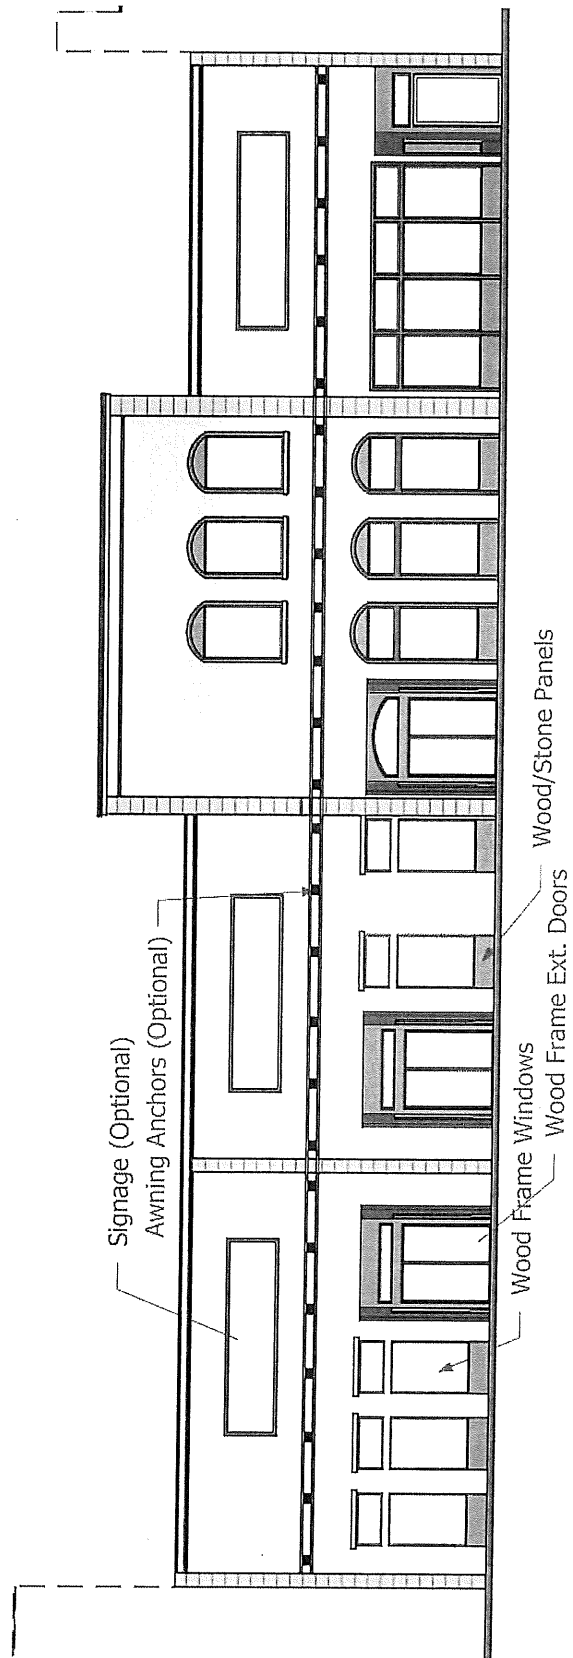 Signage (Optional)
Awning Anchors (Optional)
Wood Frame Windows
Wood Frame Ext. Doors
Wood/Stone Panels